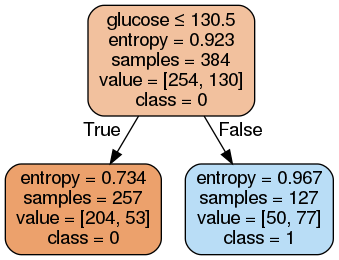 glucose ≤ 130.5
entropy = 0.923
samples = 384
value = [254, 130]
class = 0
True
False
entropy = 0.734
samples = 257
value = [204, 53]
class = 0
entropy = 0.967
samples = 127
value = [50, 77]
class = 1